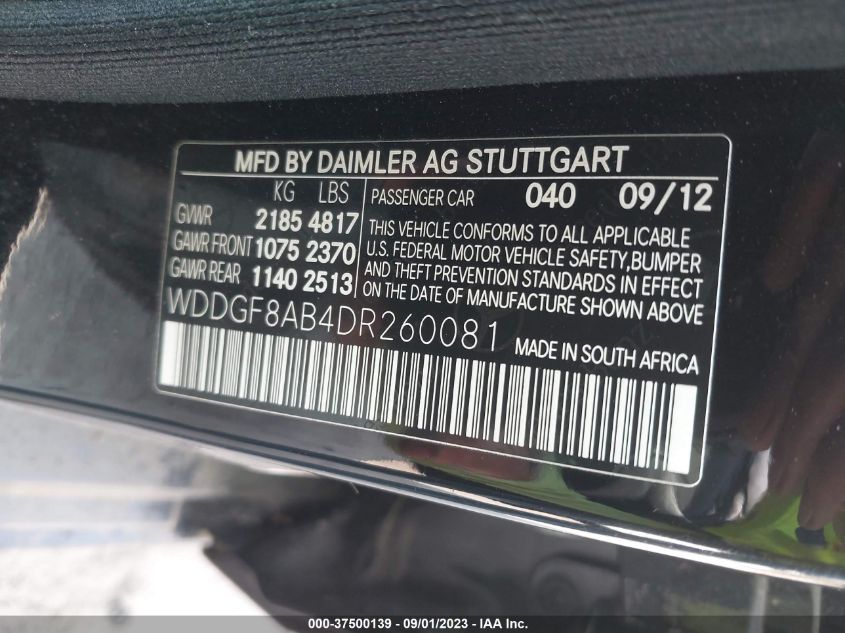 MFD BY DAIMLER AG STUTTGART
KG LBS
GVWR 2185 4817
GAWR FRONT 1075 2370
GAWR REAR 1140 2513
PASSENGER CAR 040 09/12
THIS VEHICLE CONFORMS TO ALL APPLICABLE
U.S. FEDERAL MOTOR VEHICLE SAFETY,BUMPER
AND THEFT PREVENTION STANDARDS IN EFFECT
ON THE DATE OF MANUFACTURE SHOWN ABOVE
WDDGF8AB4DR260081
MADE IN SOUTH AFRICA
000-37500139 - 09/01/2023 - IAA Inc.